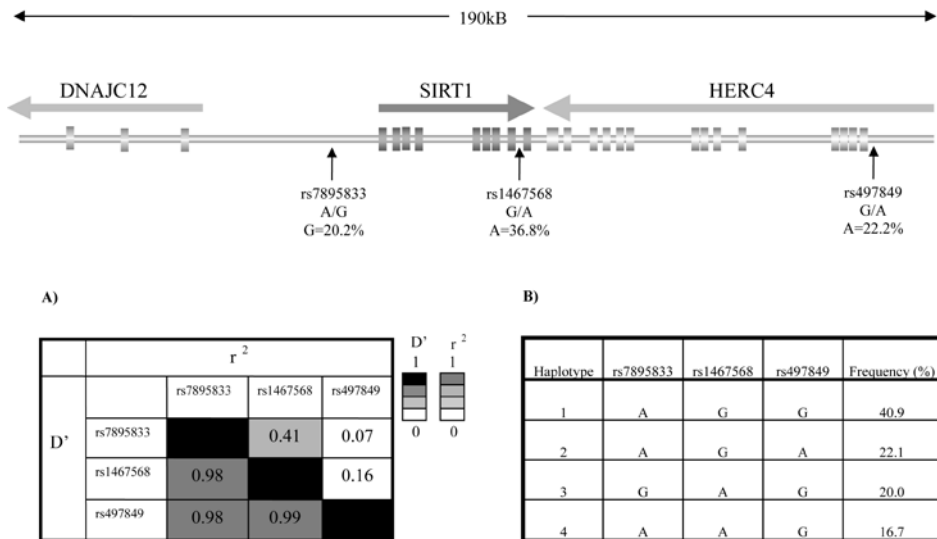 190kB
DNAJC12 SIRT1 HERC4
rs7895833 rs1467568 rs497849
A/G G/A G/A
G=20.2% A=36.8% A=22.2%
A)
r 2
rs7895833 rs1467568 rs497849
D’
rs7895833 0.41 0.07
rs1467568 0.98 0.16
rs497849 0.98 0.99
D’ r 2
1 1
0 0
B)
Haplotype rs7895833 rs1467568 rs497849 Frequency (%)
1 A G G 40.9
2 A G A 22.1
3 G A G 20.0
4 A A G 16.7